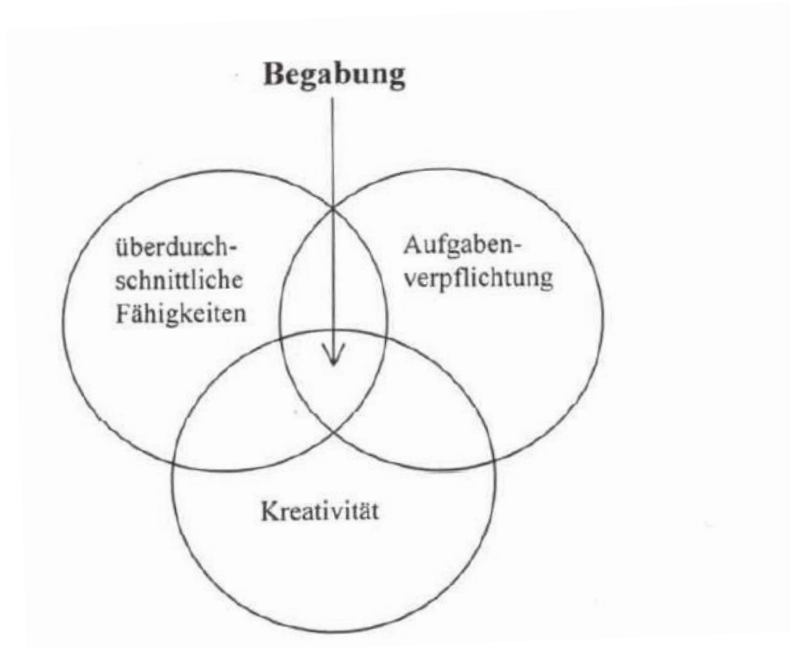 Begabung
überdurch-
schnittliche
Fähigkeiten
Aufgaben-
verpflichtung
Kreativität